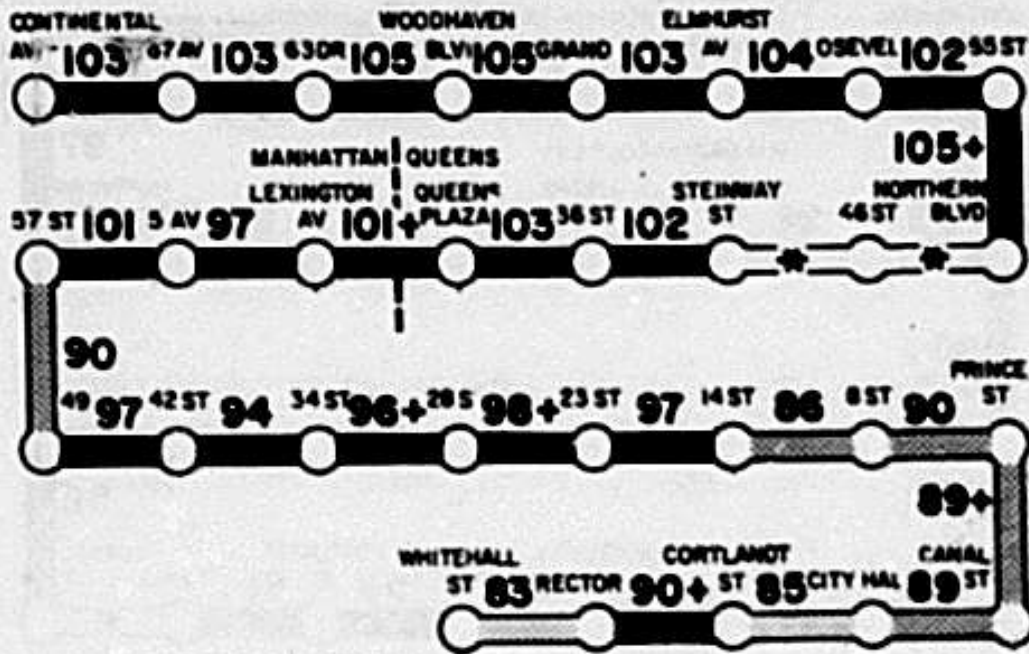 CONTINENTAL WOODHAVEN ELMHURST
AV 103 67 AV 103 63 DR 105 BLV 105 GRAND 103 AV 104 OSEVEL 102 55 ST
105+
MANHATTAN QUEENS
LEXINGTON QUEENS STEINWAY NORTHERN
57 ST 101 5 AV 97 AV 101+ PLAZA 103 36 ST 102 ST 46 ST BLVD
* *
90
PRINCE
49 97 42 ST 94 34 ST 96+ 28 S 98+ 23 ST 97 14 ST 86 8 ST 90 ST
89+
WHITEHALL CORTLANDT CANAL
ST 83 RECTOR 90+ ST 85 CITY HAL 89 ST